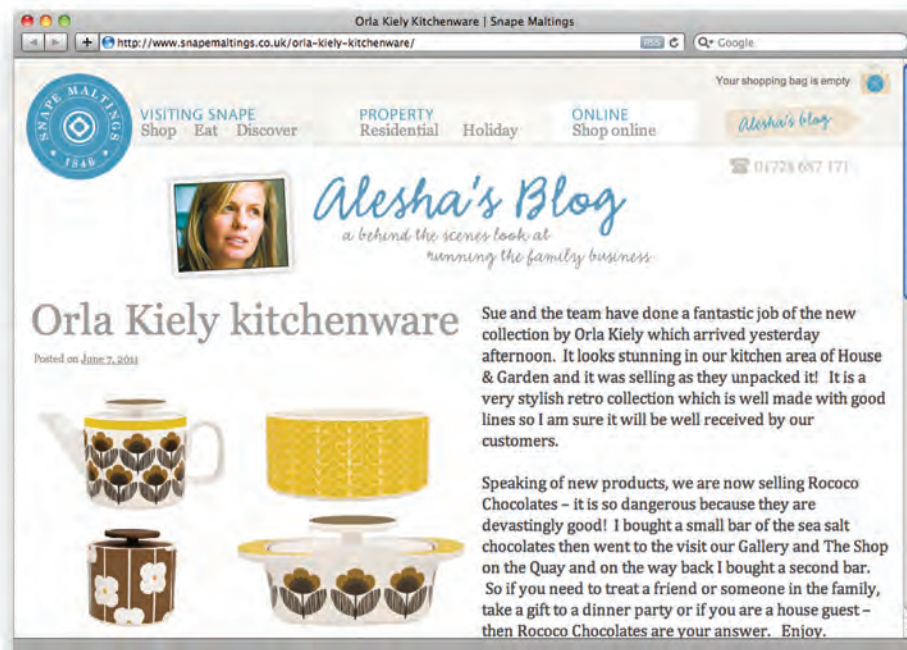 Orla Kiely Kitchenware | Snape Maltings
http://www.snapemaltings.co.uk/orla-kiely-kitchenware/
RSS
Google
Your shopping bag is empty
SNAPE MALTINGS
1846
VISITING SNAPE
Shop Eat Discover
PROPERTY
Residential Holiday
ONLINE
Shop online
Alesha's blog
01728 687 171
Alesha's Blog
a behind the scenes look at
running the family business
Orla Kiely kitchenware
Posted on June 7, 2011
Sue and the team have done a fantastic job of the new
collection by Orla Kiely which arrived yesterday
afternoon. It looks stunning in our kitchen area of House
& Garden and it was selling as they unpacked it! It is a
very stylish retro collection which is well made with good
lines so I am sure it will be well received by our
customers.
Speaking of new products, we are now selling Rococo
Chocolates – it is so dangerous because they are
devastingly good! I bought a small bar of the sea salt
chocolates then went to the visit our Gallery and The Shop
on the Quay and on the way back I bought a second bar.
So if you need to treat a friend or someone in the family,
take a gift to a dinner party or if you are a house guest –
then Rococo Chocolates are your answer. Enjoy.